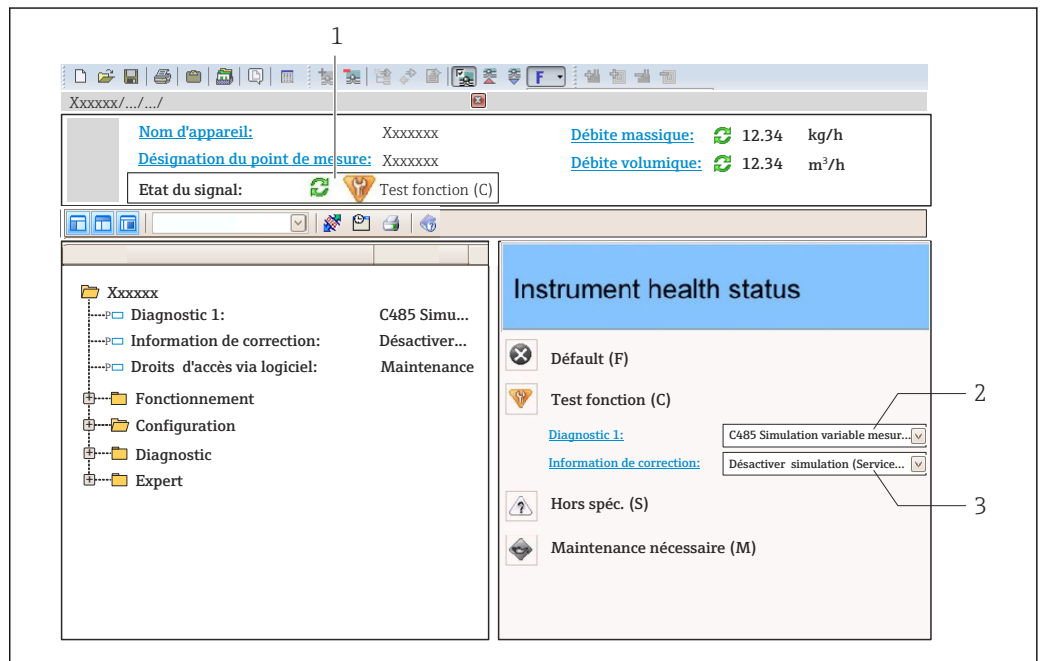 1
F
Xxxxxx/.../.../
Nom d'appareil: Xxxxxxx Débite massique: 12.34 kg/h
Désignation du point de mesure: Xxxxxxx Débite volumique: 12.34 m³/h
Etat du signal: Test fonction (C)
Xxxxxx
P Diagnostic 1: C485 Simu...
P Information de correction: Désactiver...
P Droits d'accès via logiciel: Maintenance
Fonctionnement
Configuration
Diagnostic
Expert
Instrument health status
Défault (F)
Test fonction (C)
2
Diagnostic 1: C485 Simulation variable mesur...
Information de correction: Désactiver simulation (Service...
Hors spéc. (S)
3
Maintenance nécessaire (M)